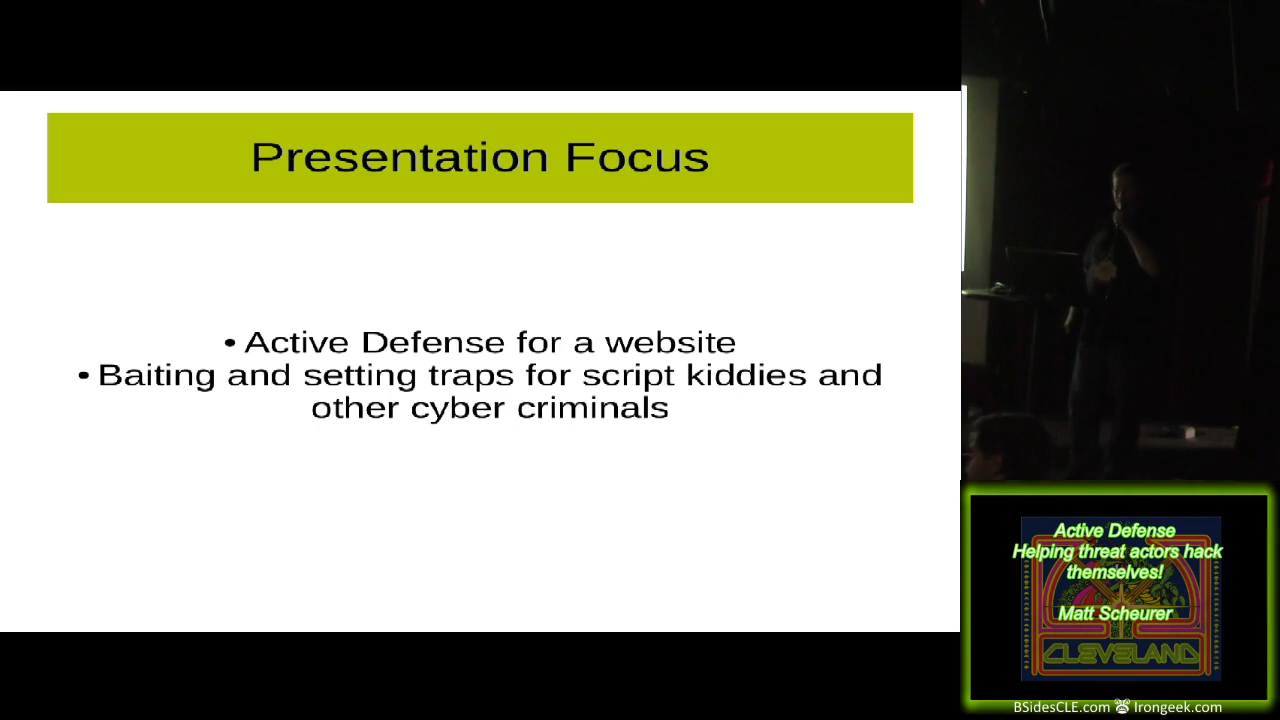 Presentation Focus
• Active Defense for a website
• Baiting and setting traps for script kiddies and
other cyber criminals
Active Defense
Helping threat actors hack
themselves!
Matt Scheurer
CLEVELAND
BSidesCLE.com Irongeek.com